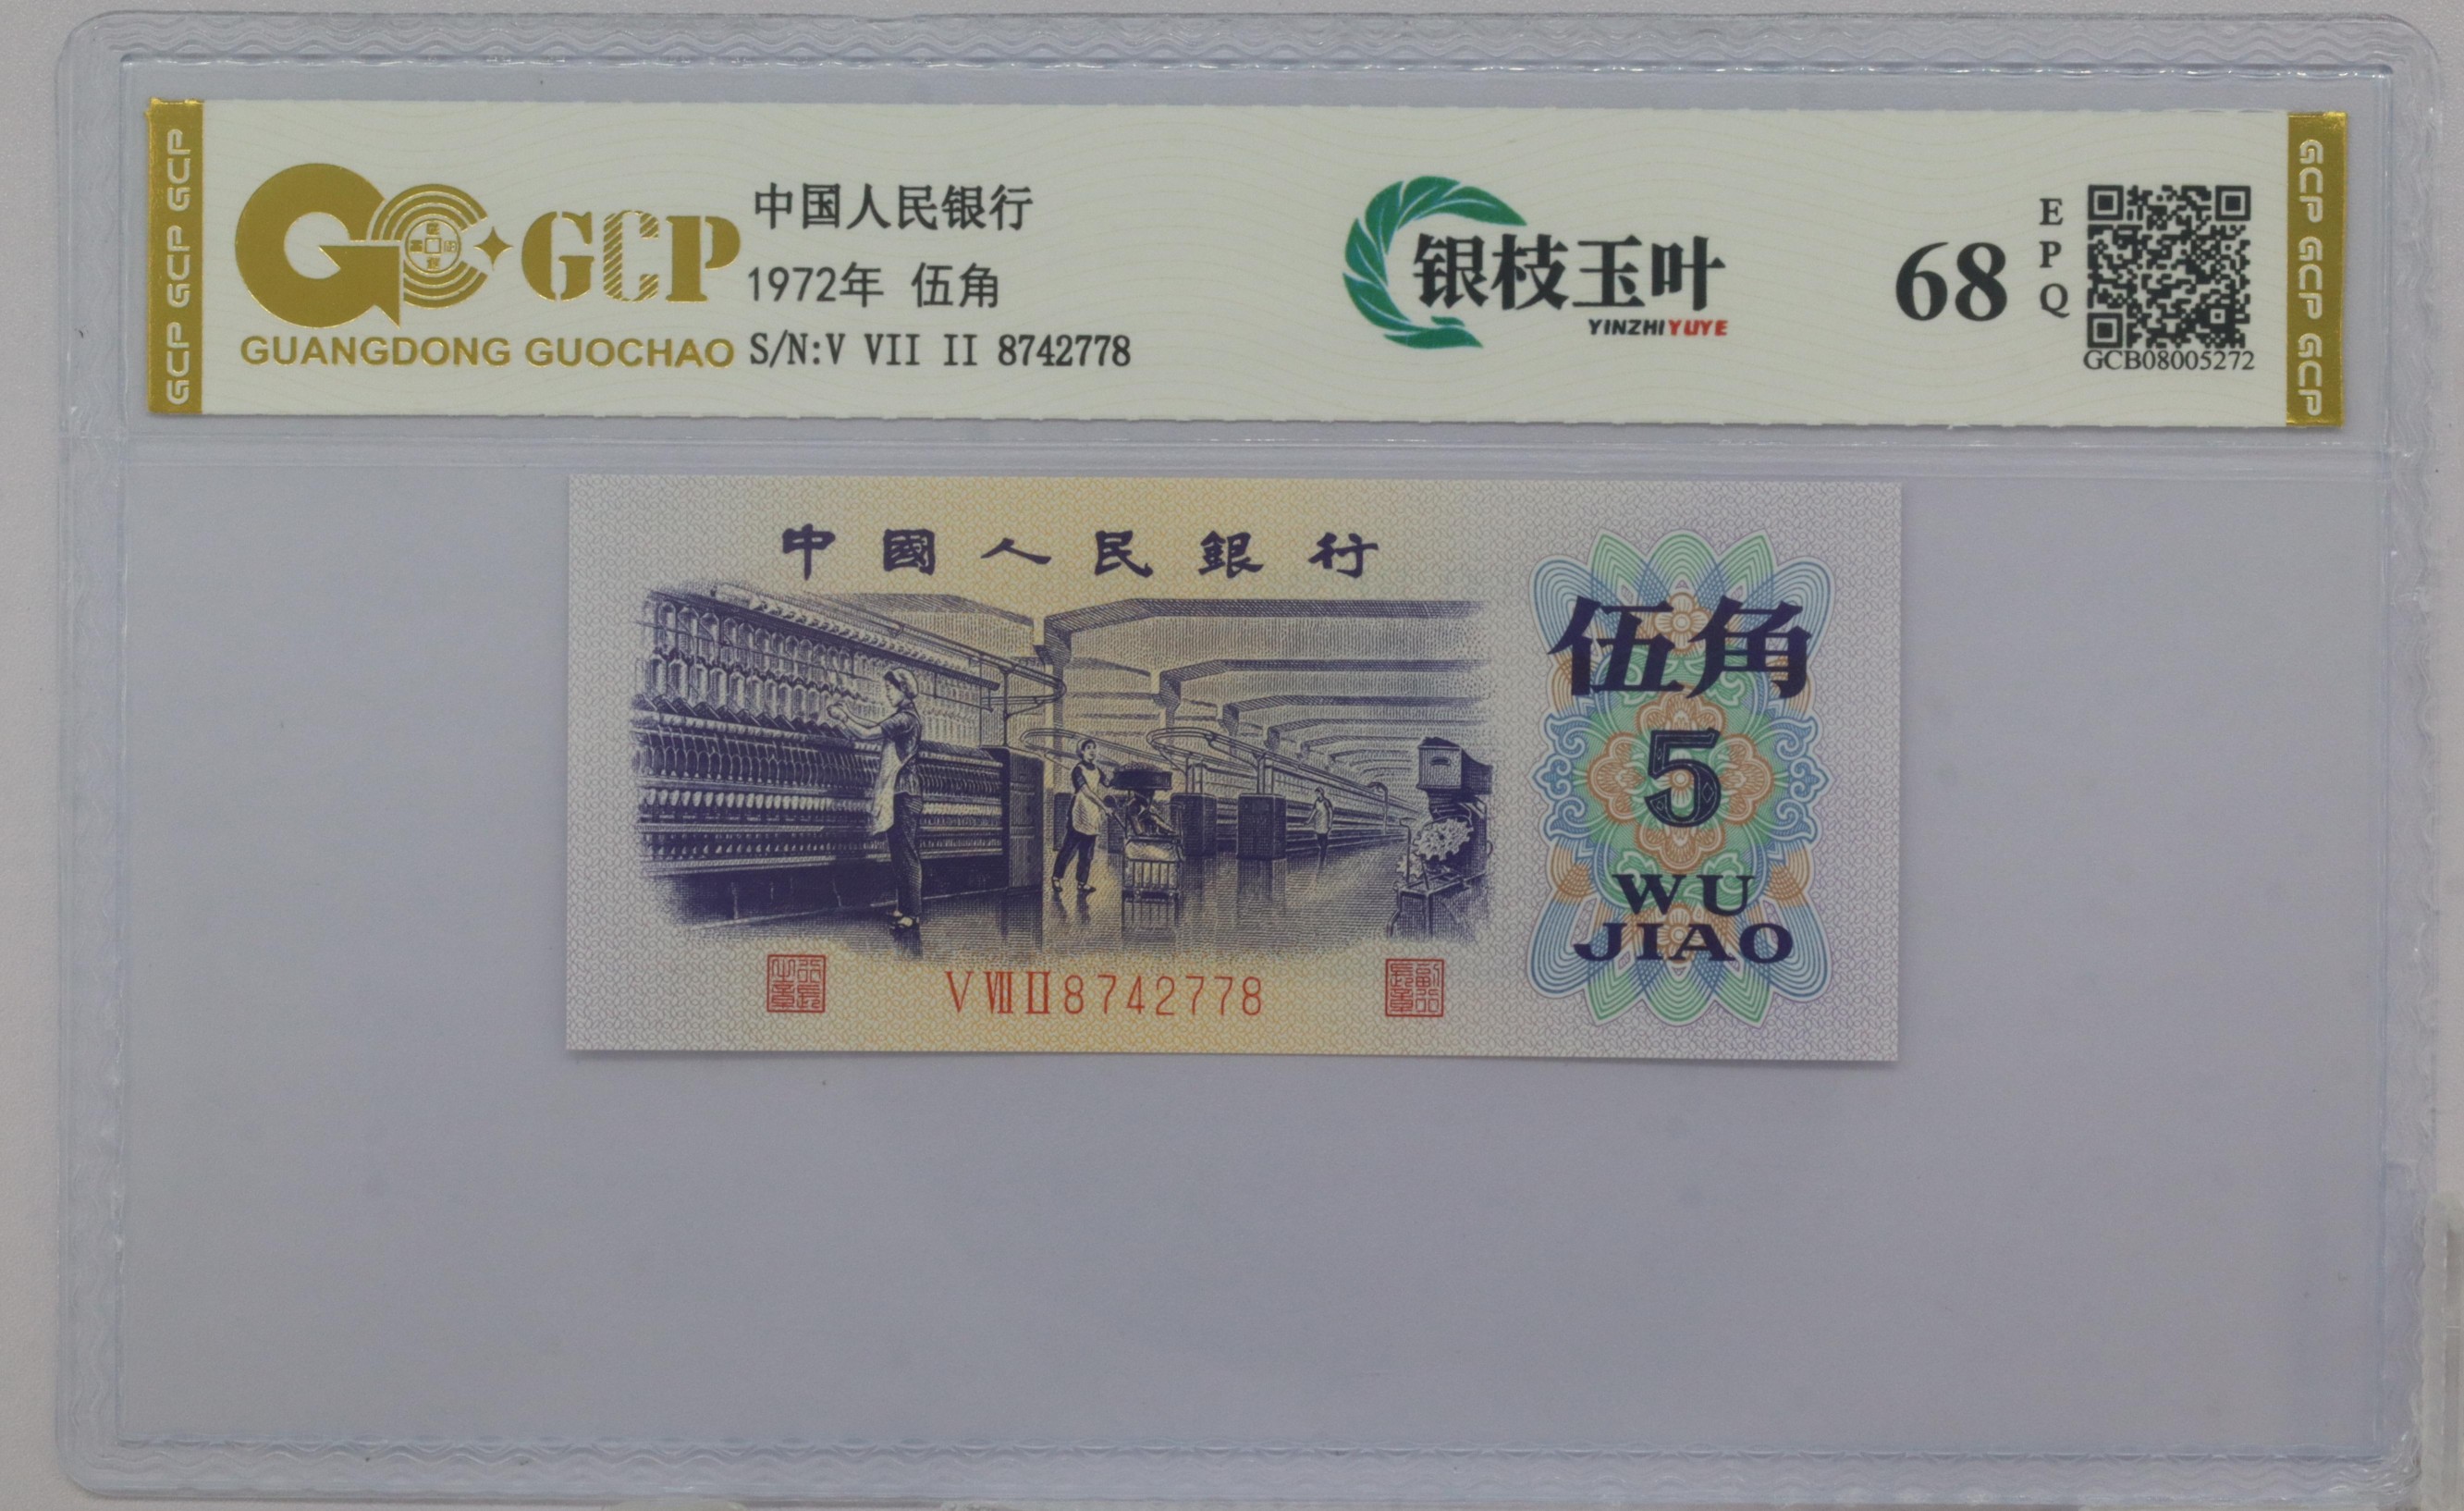 GCP GCP GCP
GCP
GUANGDONG GUOCHAO
中国人民银行
1972年 伍角
S/N:V VII II 8742778
银枝玉叶
YINZHIYUYE
68
EPQ
GCB08005272
GCP GCP GCP
中國人民銀行
伍角
5
WU
JIAO
V VII II 8742778